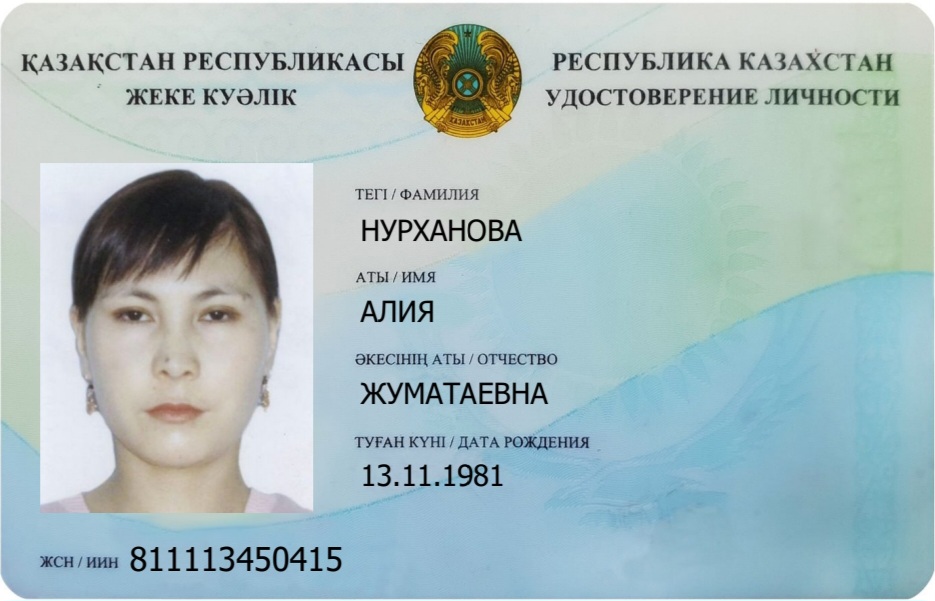 ҚАЗАҚСТАН РЕСПУБЛИКАСЫ
ЖЕКЕ КУӘЛІК
РЕСПУБЛИКА КАЗАХСТАН
УДОСТОВЕРЕНИЕ ЛИЧНОСТИ
ҚАЗАҚСТАН
ТЕГІ / ФАМИЛИЯ
НУРХАНОВА
АТЫ / ИМЯ
АЛИЯ
ӘКЕСІНІҢ АТЫ / ОТЧЕСТВО
ЖУМАТАЕВНА
ТУҒАН КҮНІ / ДАТА РОЖДЕНИЯ
13.11.1981
ЖСН / ИИН 811113450415